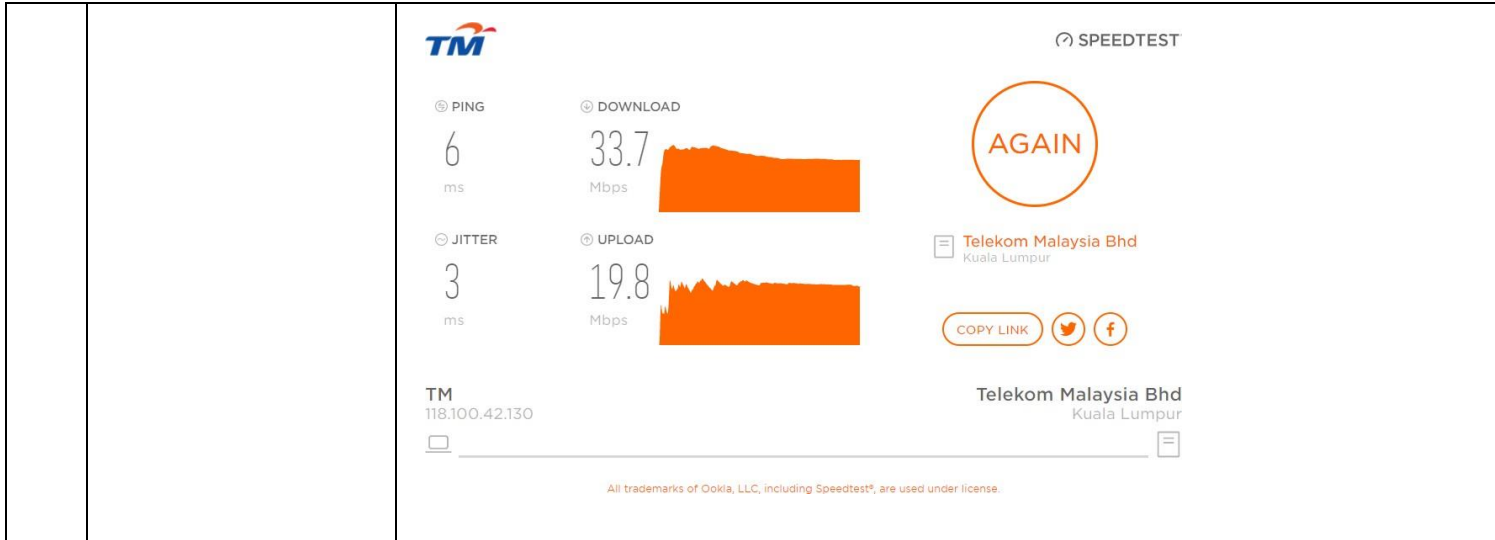 TM
SPEEDTEST
PING
DOWNLOAD
6
33.7
AGAIN
ms
Mbps
JITTER
UPLOAD
Telekom Malaysia Bhd
Kuala Lumpur
3
19.8
ms
Mbps
COPY LINK
TM
Telekom Malaysia Bhd
118.100.42.130
Kuala Lumpur
All trademarks of Ookla, LLC, including Speedtest®, are used under license.